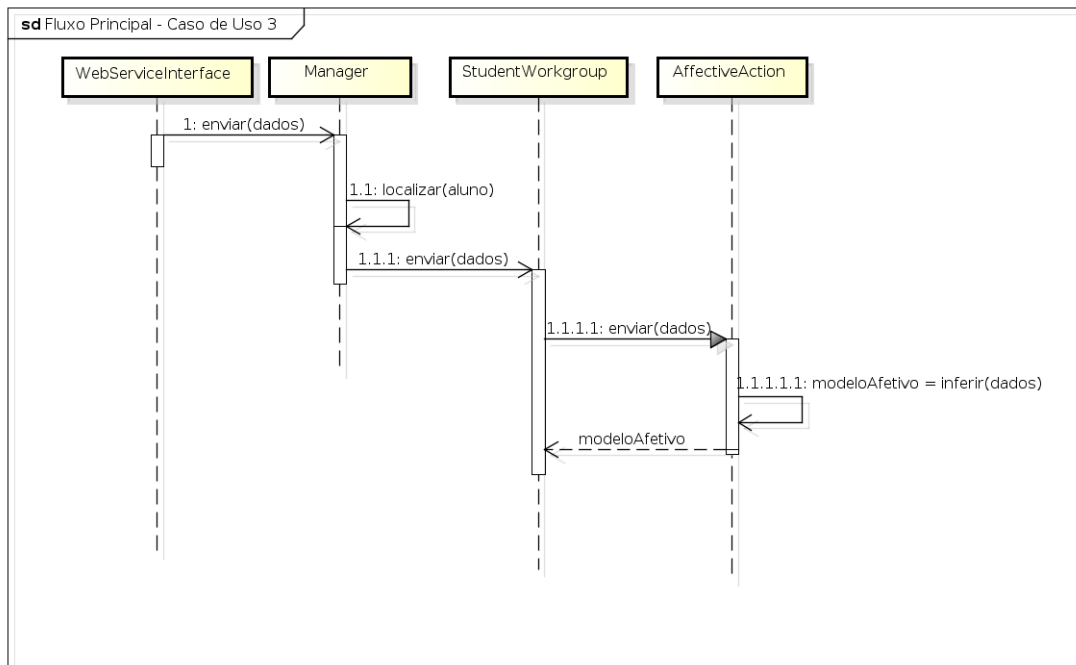 sd Fluxo Principal - Caso de Uso 3
WebServiceInterface
Manager
StudentWorkgroup
AffectiveAction
1: enviar(dados)
1.1: localizar(aluno)
1.1.1: enviar(dados)
1.1.1.1: enviar(dados)
1.1.1.1.1: modeloAfetivo = inferir(dados)
modeloAfetivo